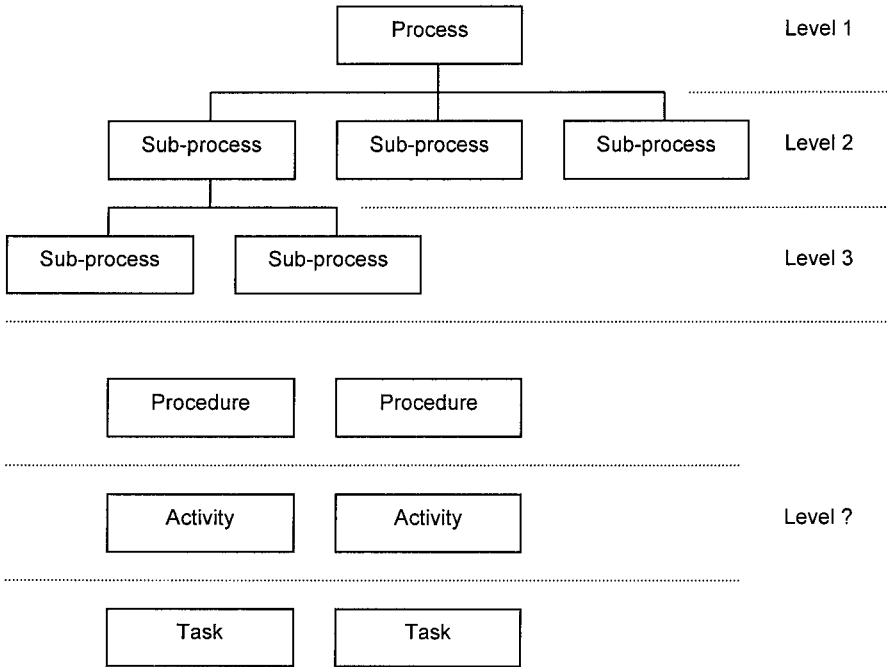 Process
Level 1
Sub-process
Sub-process
Sub-process
Level 2
Sub-process
Sub-process
Level 3
Procedure
Procedure
Activity
Activity
Level ?
Task
Task